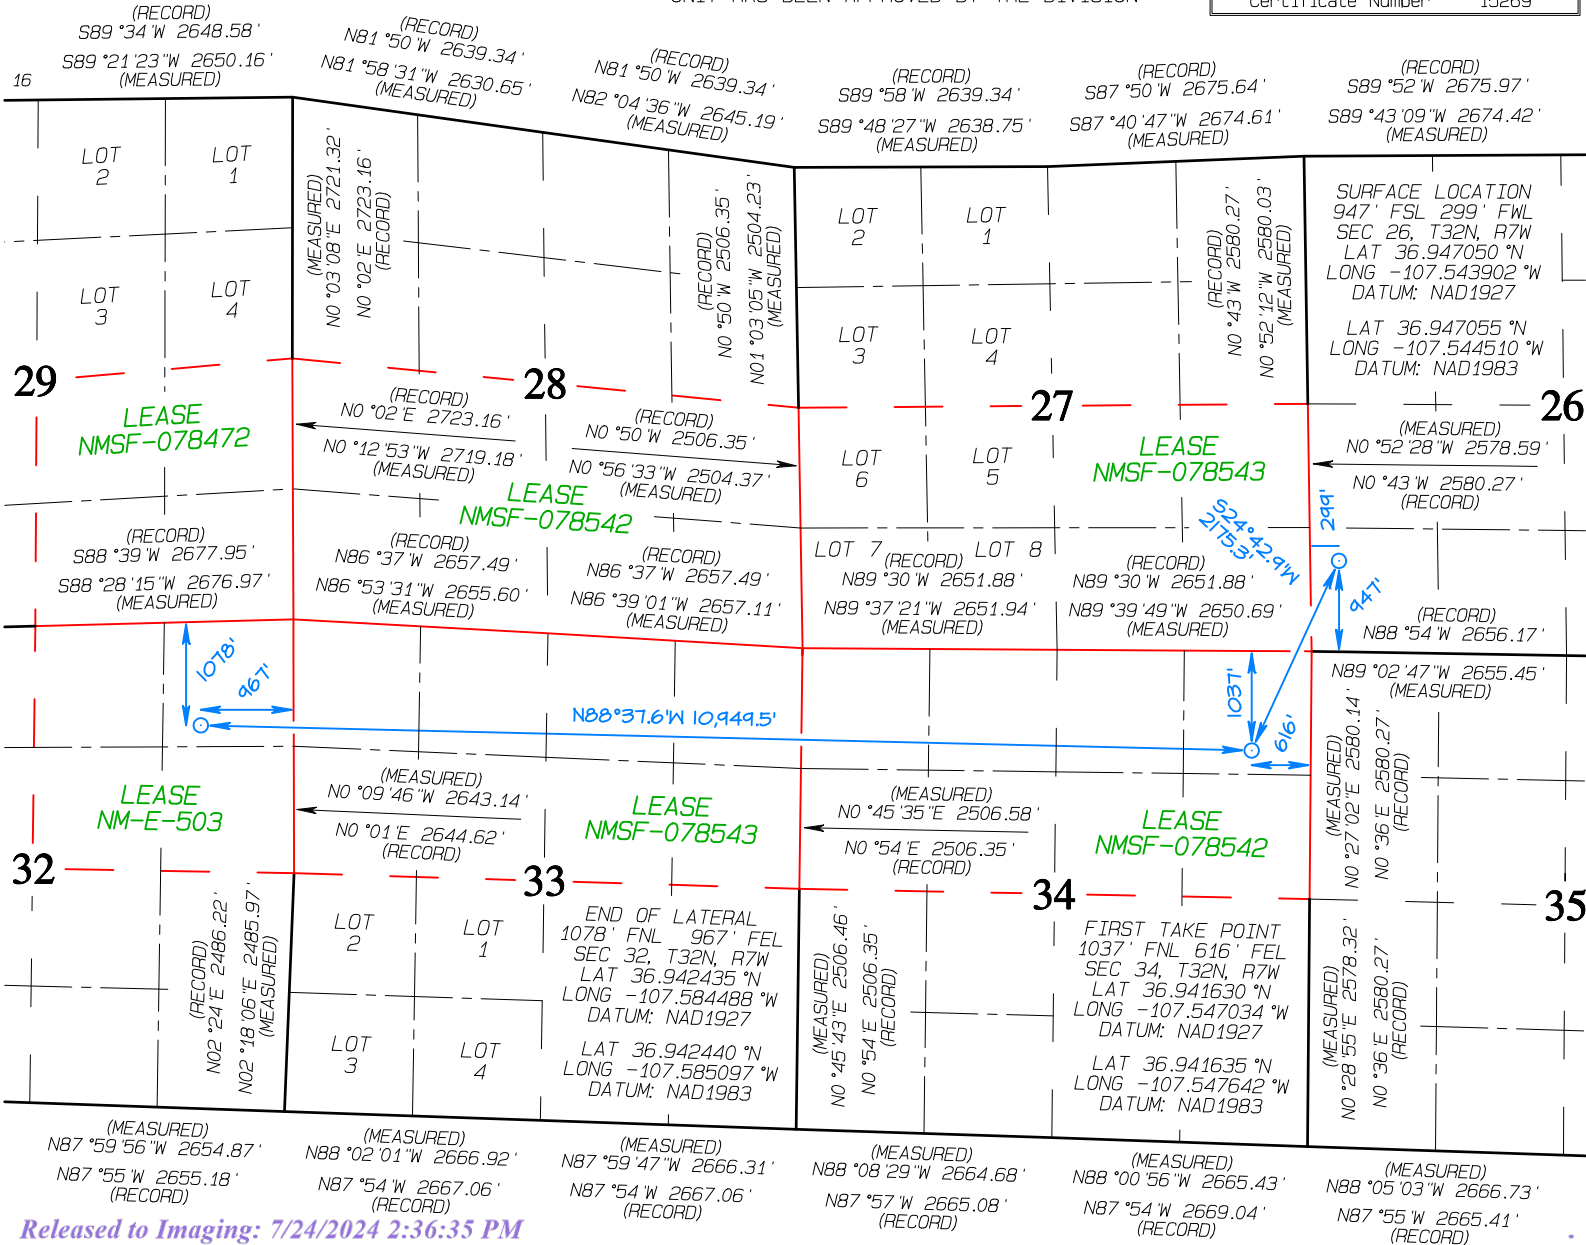 UNIT HAS BEEN APPROVED BY THE DIVISION
Certificate Number 15269
(RECORD)
S89°34'W 2648.58'
S89°21'23"W 2650.16'
(MEASURED)
16
(RECORD)
N81°50'W 2639.34'
N81°58'31"W 2630.65'
(MEASURED)
(RECORD)
N81°50'W 2639.34'
N82°04'36"W 2645.19'
(MEASURED)
(RECORD)
S89°58'W 2639.34'
S89°48'27"W 2638.75'
(MEASURED)
(RECORD)
S87°50'W 2675.64'
S87°40'47"W 2674.61'
(MEASURED)
(RECORD)
S89°52'W 2675.97'
S89°43'09"W 2674.42'
(MEASURED)
LOT
2
LOT
1
LOT
3
LOT
4
(MEASURED)
N0°03'08"E 2721.32'
N0°02'E 2723.16'
(RECORD)
(RECORD)
N0°50'W 2506.35'
N01°03'05"W 2504.23'
(MEASURED)
LOT
2
LOT
1
LOT
3
LOT
4
(RECORD)
N0°43'W 2580.27'
N0°52'12"W 2580.03'
(MEASURED)
SURFACE LOCATION
947' FSL 299' FWL
SEC 26, T32N, R7W
LAT 36.947050°N
LONG -107.543902°W
DATUM: NAD1927
LAT 36.947055°N
LONG -107.544510°W
DATUM: NAD1983
29
28
27
26
LEASE
NMSF-078472
(RECORD)
N0°02'E 2723.16'
N0°12'53"W 2719.18'
(MEASURED)
(RECORD)
N0°50'W 2506.35'
N0°56'33"W 2504.37'
(MEASURED)
LEASE
NMSF-078542
LOT
6
LOT
5
LEASE
NMSF-078543
(MEASURED)
N0°52'28"W 2578.59'
N0°43'W 2580.27'
(RECORD)
299'
S24°42.9'W
2175.3'
947'
(RECORD)
S88°39'W 2677.95'
S88°28'15"W 2676.97'
(MEASURED)
(RECORD)
N86°37'W 2657.49'
N86°53'31"W 2655.60'
(MEASURED)
(RECORD)
N86°37'W 2657.49'
N86°39'01"W 2657.11'
(MEASURED)
LOT 7
LOT 8
(RECORD)
N89°30'W 2651.88'
N89°37'21"W 2651.94'
(MEASURED)
(RECORD)
N89°30'W 2651.88'
N89°39'49"W 2650.69'
(MEASURED)
(RECORD)
N88°54'W 2656.17'
N89°02'47"W 2655.45'
(MEASURED)
1078'
967'
N88°37.6'W 10,949.5'
1037'
616'
(MEASURED)
N0°27'02"E 2580.14'
N0°36'E 2580.27'
(RECORD)
LEASE
NM-E-503
(MEASURED)
N0°09'46"W 2643.14'
N0°01'E 2644.62'
(RECORD)
LEASE
NMSF-078543
(MEASURED)
N0°45'35"E 2506.58'
N0°54'E 2506.35'
(RECORD)
LEASE
NMSF-078542
32
33
34
35
(RECORD)
N02°24'E 2486.22'
N02°18'06"E 2485.97'
(MEASURED)
LOT
2
LOT
1
LOT
3
LOT
4
END OF LATERAL
1078' FNL 967' FEL
SEC 32, T32N, R7W
LAT 36.942435°N
LONG -107.584488°W
DATUM: NAD1927
LAT 36.942440°N
LONG -107.585097°W
DATUM: NAD1983
(MEASURED)
N0°45'43"E 2506.46'
N0°54'E 2506.35'
(RECORD)
FIRST TAKE POINT
1037' FNL 616' FEL
SEC 34, T32N, R7W
LAT 36.941630°N
LONG -107.547034°W
DATUM: NAD1927
LAT 36.941635°N
LONG -107.547642°W
DATUM: NAD1983
(MEASURED)
N0°28'55"E 2578.32'
N0°36'E 2580.27'
(RECORD)
(MEASURED)
N87°59'56"W 2654.87'
N87°55'W 2655.18'
(RECORD)
(MEASURED)
N88°02'01"W 2666.92'
N87°54'W 2667.06'
(RECORD)
(MEASURED)
N87°59'47"W 2666.31'
N87°54'W 2667.06'
(RECORD)
(MEASURED)
N88°08'29"W 2664.68'
N87°57'W 2665.08'
(RECORD)
(MEASURED)
N88°00'56"W 2665.43'
N87°54'W 2669.04'
(RECORD)
(MEASURED)
N88°05'03"W 2666.73'
N87°55'W 2665.41'
(RECORD)
Released to Imaging: 7/24/2024 2:36:35 PM